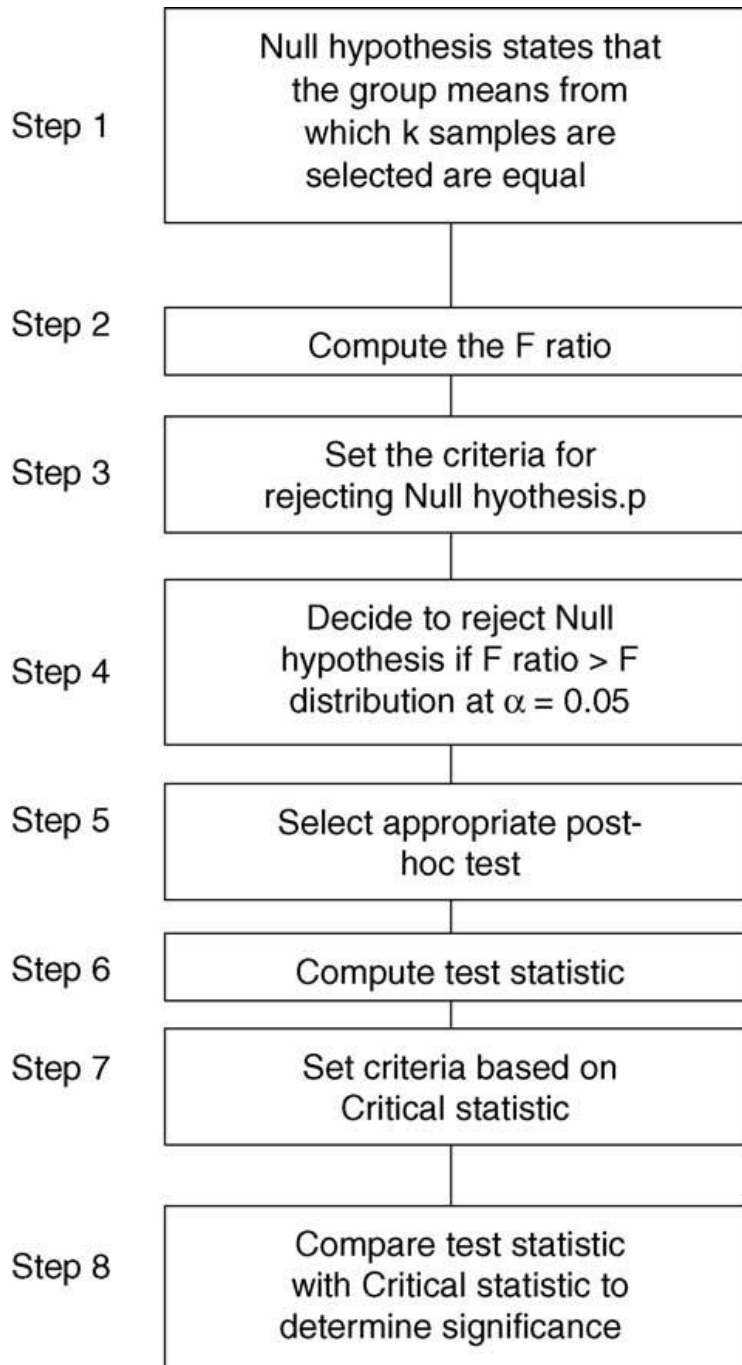 Step 1
Null hypothesis states that
the group means from
which k samples are
selected are equal
Step 2
Compute the F ratio
Step 3
Set the criteria for
rejecting Null hyothesis.p
Step 4
Decide to reject Null
hypothesis if F ratio > F
distribution at α = 0.05
Step 5
Select appropriate post-
hoc test
Step 6
Compute test statistic
Step 7
Set criteria based on
Critical statistic
Step 8
Compare test statistic
with Critical statistic to
determine significance